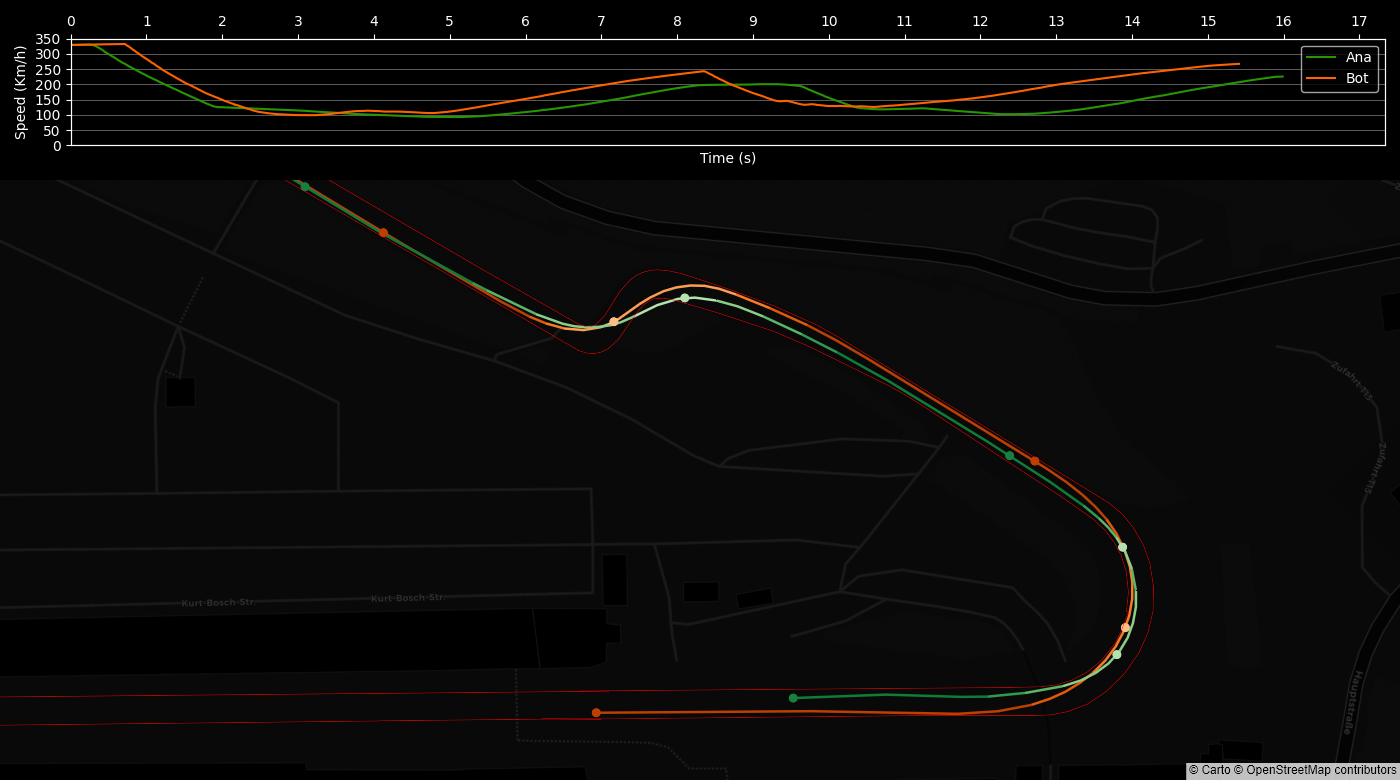 0 1 2 3 4 5 6 7 8 9 10 11 12 13 14 15 16 17
350
300
250
200
150
100
50
0
Speed (Km/h)
Ana
Bot
Time (s)
Zufahrt T13
Zufahrt T15
Kurt-Bosch-Str.
Kurt-Bosch-Str.
Hauptstraße
© Carto © OpenStreetMap contributors